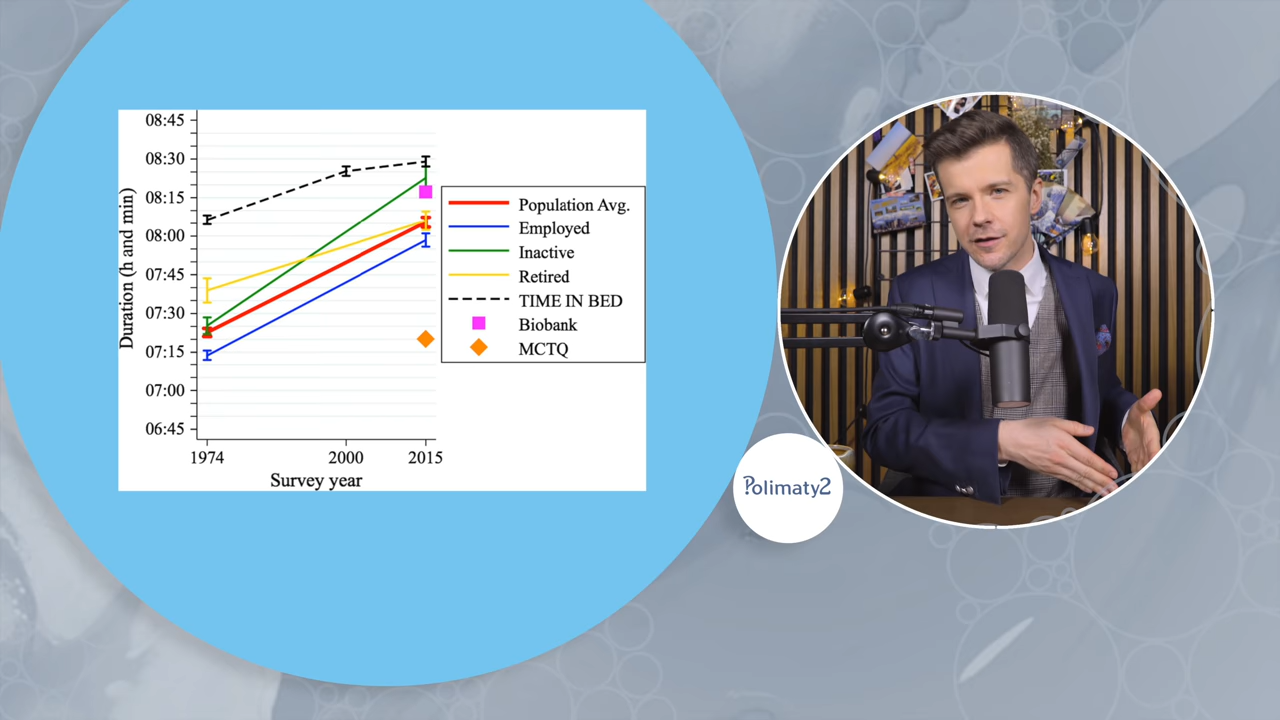 08:45
08:30
08:15
08:00
07:45
07:30
07:15
07:00
06:45
Duration (h and min)
1974 2000 2015
Survey year
Population Avg.
Employed
Inactive
Retired
TIME IN BED
Biobank
MCTQ
Polimaty2